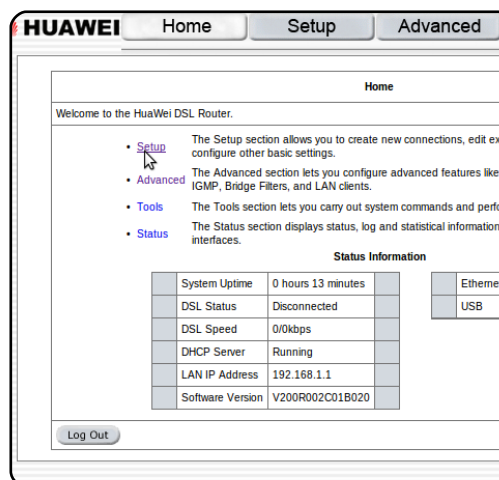 HUAWEI Home Setup Advanced
Home
Welcome to the HuaWei DSL Router.
• Setup The Setup section allows you to create new connections, edit ex
configure other basic settings.
• Advanced The Advanced section lets you configure advanced features like
IGMP, Bridge Filters, and LAN clients.
• Tools The Tools section lets you carry out system commands and perfo
• Status The Status section displays status, log and statistical information
interfaces.
Status Information
System Uptime 0 hours 13 minutes Etherne
DSL Status Disconnected USB
DSL Speed 0/0kbps
DHCP Server Running
LAN IP Address 192.168.1.1
Software Version V200R002C01B020
Log Out